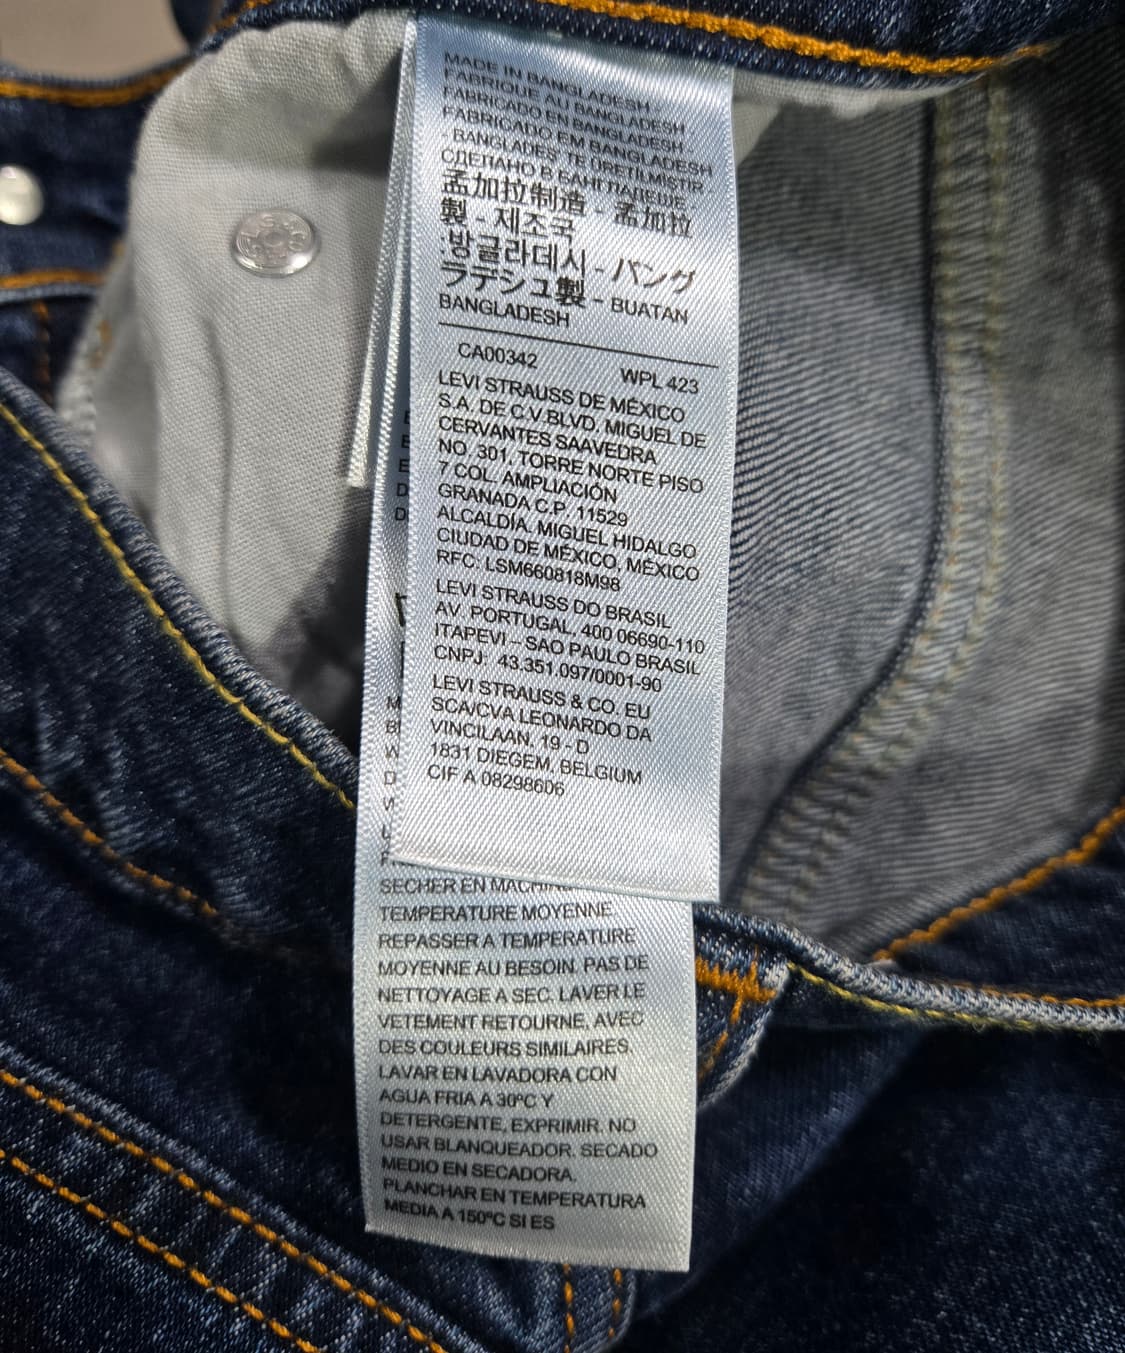 MADE IN BANGLADESH -
FABRIQUE AU BANGLADESH -
FABRICADO EN BANGLADESH -
FABRICADO EM BANGLADESH
- BANGLADEŞ' TE ÜRETİLMİSTİR
СДЕЛАНО В БАНГЛАДЕШЕ
孟加拉制造 - 孟加拉
製 - 제조국
:방글라데시 - バング
ラデシュ製 - BUATAN
BANGLADESH
CA00342 WPL 423
LEVI STRAUSS DE MÉXICO
S.A. DE C.V BLVD. MIGUEL DE
CERVANTES SAAVEDRA
NO. 301, TORRE NORTE PISO
7 COL. AMPLIACIÓN
GRANADA C.P. 11529
ALCALDÍA. MIGUEL HIDALGO
CIUDAD DE MÉXICO, MÉXICO
RFC: LSM660818M98
LEVI STRAUSS DO BRASIL
AV. PORTUGAL, 400 06690-110
ITAPEVI – SAO PAULO BRASIL
CNPJ: 43.351.097/0001-90
LEVI STRAUSS & CO. EU
SCA/CVA LEONARDO DA
VINCILAAN, 19 - D
1831 DIEGEM, BELGIUM
CIF A 08298606
SECHER EN
TEMPERATURE MOYENNE.
REPASSER A TEMPERATURE
MOYENNE AU BESOIN. PAS DE
NETTOYAGE A SEC. LAVER LE
VETEMENT RETOURNE, AVEC
DES COULEURS SIMILAIRES.
LAVAR EN LAVADORA CON
AGUA FRIA A 30ºC Y
DETERGENTE, EXPRIMIR. NO
USAR BLANQUEADOR. SECADO
MEDIO EN SECADORA.
PLANCHAR EN TEMPERATURA
MEDIA A 150ºC SI ES